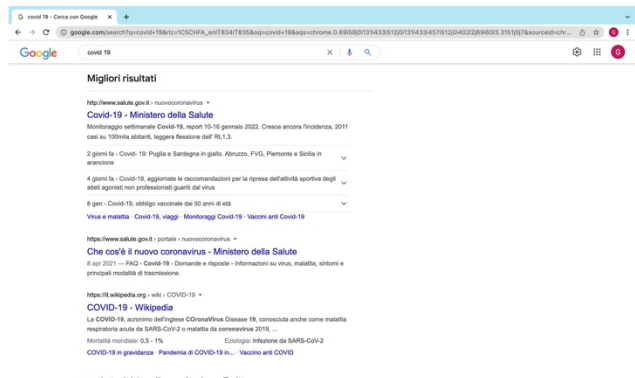 covid 19 - Cerca con Google
Google
covid 19
G
G
Migliori risultati
http://www.salute.gov.it › nuovocoronavirus
Covid-19 - Ministero della Salute
Monitoraggio settimanale Covid-19, report 10-16 gennaio 2022. Cresce ancora l'incidenza, 2011
casi su 100mila abitanti, leggera flessione dell' Rt,1,3.
2 giorni fa - Covid- 19: Puglia e Sardegna in giallo. Abruzzo, FVG, Piemonte e Sicilia in
arancione
4 giorni fa - Covid-19, aggiornate le raccomandazioni per la ripresa dell'attività sportiva degli
atleti agonisti non professionisti guariti dal virus
8 gen - Covid-19, obbligo vaccinale dai 50 anni di età
Virus e malattia · Covid-19, viaggi · Monitoraggi Covid-19 · Vaccini anti Covid-19
https://www.salute.gov.it › portale › nuovocoronavirus
Che cos'è il nuovo coronavirus - Ministero della Salute
8 apr 2021 — FAQ - Covid-19 - Domande e risposte - Informazioni su virus, malattia, sintomi e
principali modalità di trasmissione.
https://it.wikipedia.org › wiki › COVID-19
COVID-19 - Wikipedia
La COVID-19, acronimo dell'inglese COronaVIrus Disease 19, conosciuta anche come malattia
respiratoria acuta da SARS-CoV-2 o malattia da coronavirus 2019, ...
Mortalità mondiale: 0,5 - 1% Eziologia: Infezione da SARS-CoV-2
COVID-19 in gravidanza · Pandemia di COVID-19 in... · Vaccino anti COVID